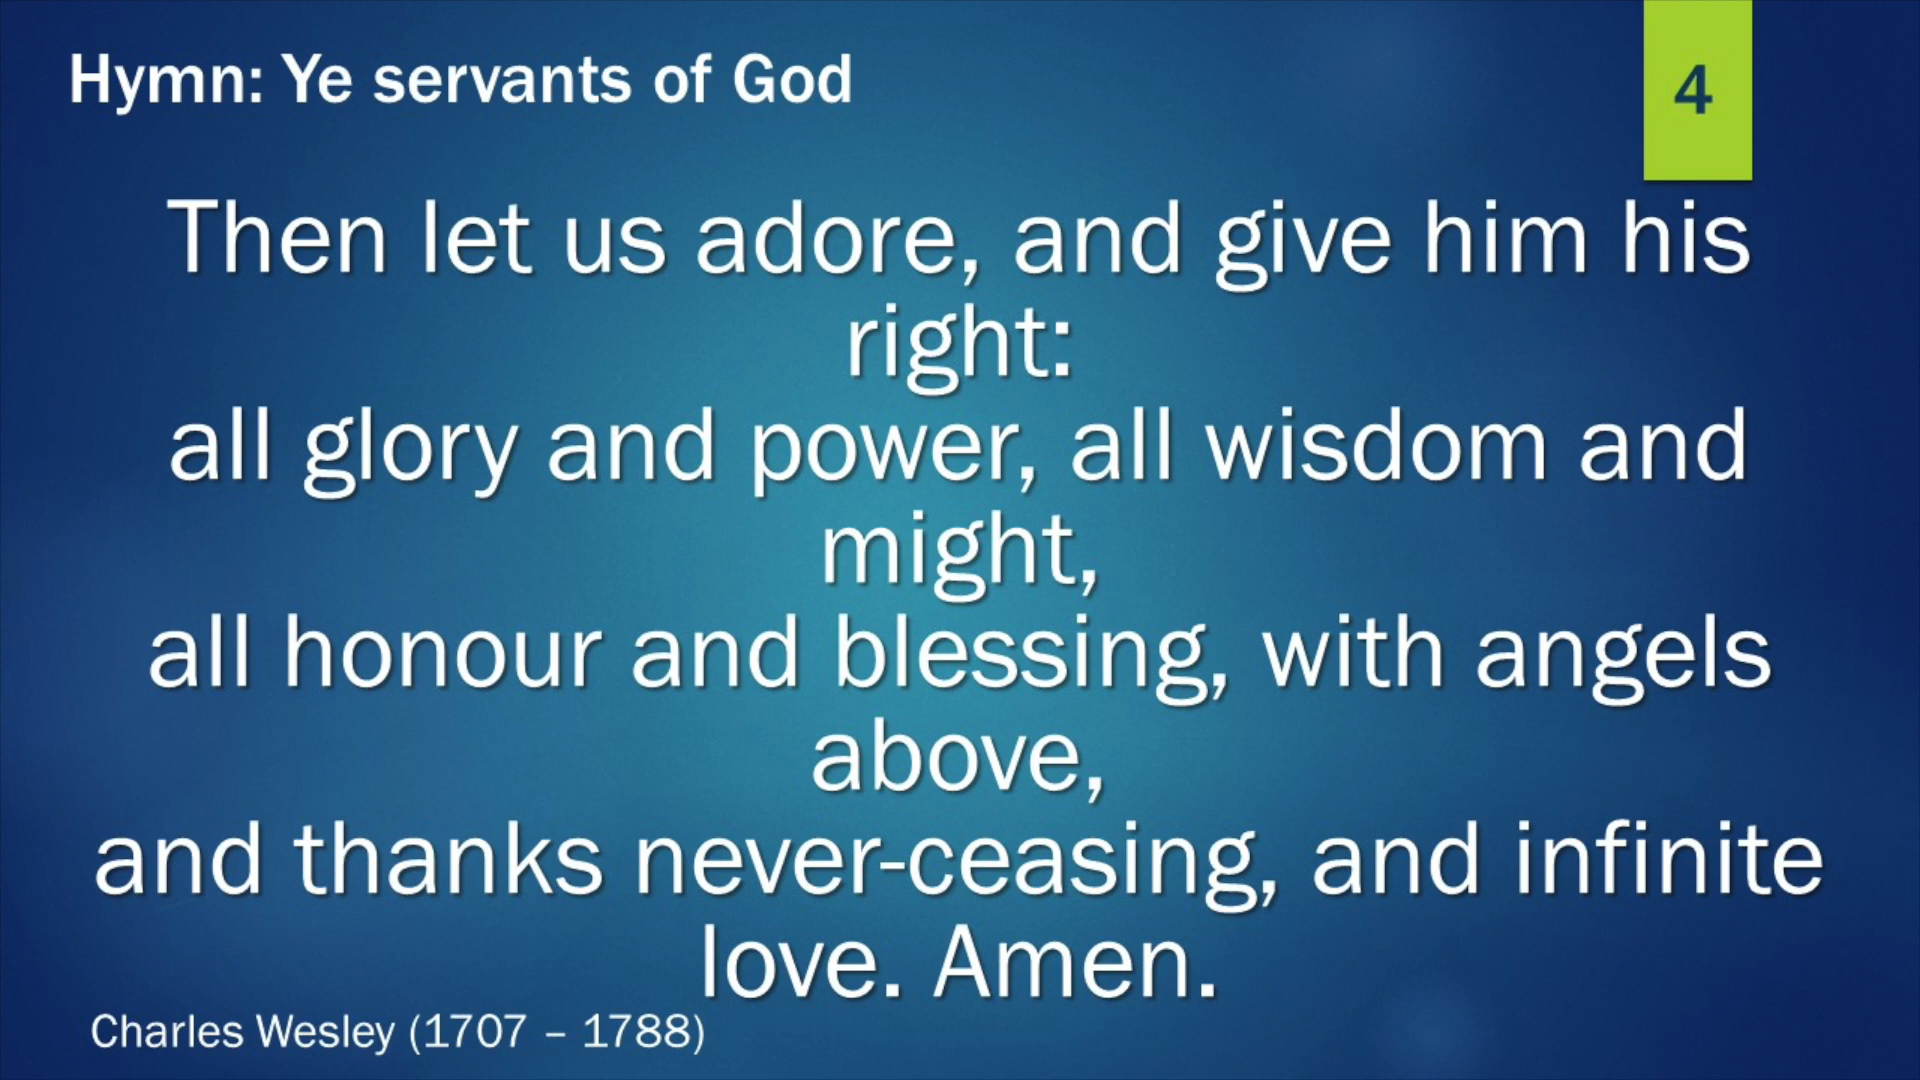 Hymn: Ye servants of God
4
Then let us adore, and give him his
right:
all glory and power, all wisdom and
might,
all honour and blessing, with angels
above,
and thanks never-ceasing, and infinite
love. Amen.
Charles Wesley (1707 – 1788)